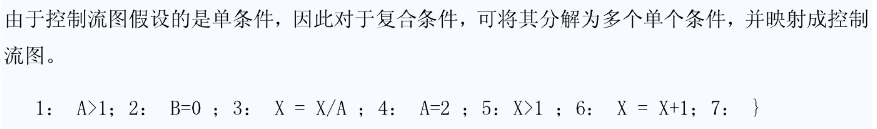 由于控制流图假设的是单条件，因此对于复合条件，可将其分解为多个单个条件，并映射成控制
流图。
1： A>1；2： B=0 ；3： X = X/A ；4： A=2 ；5：X>1 ；6： X = X+1；7： }